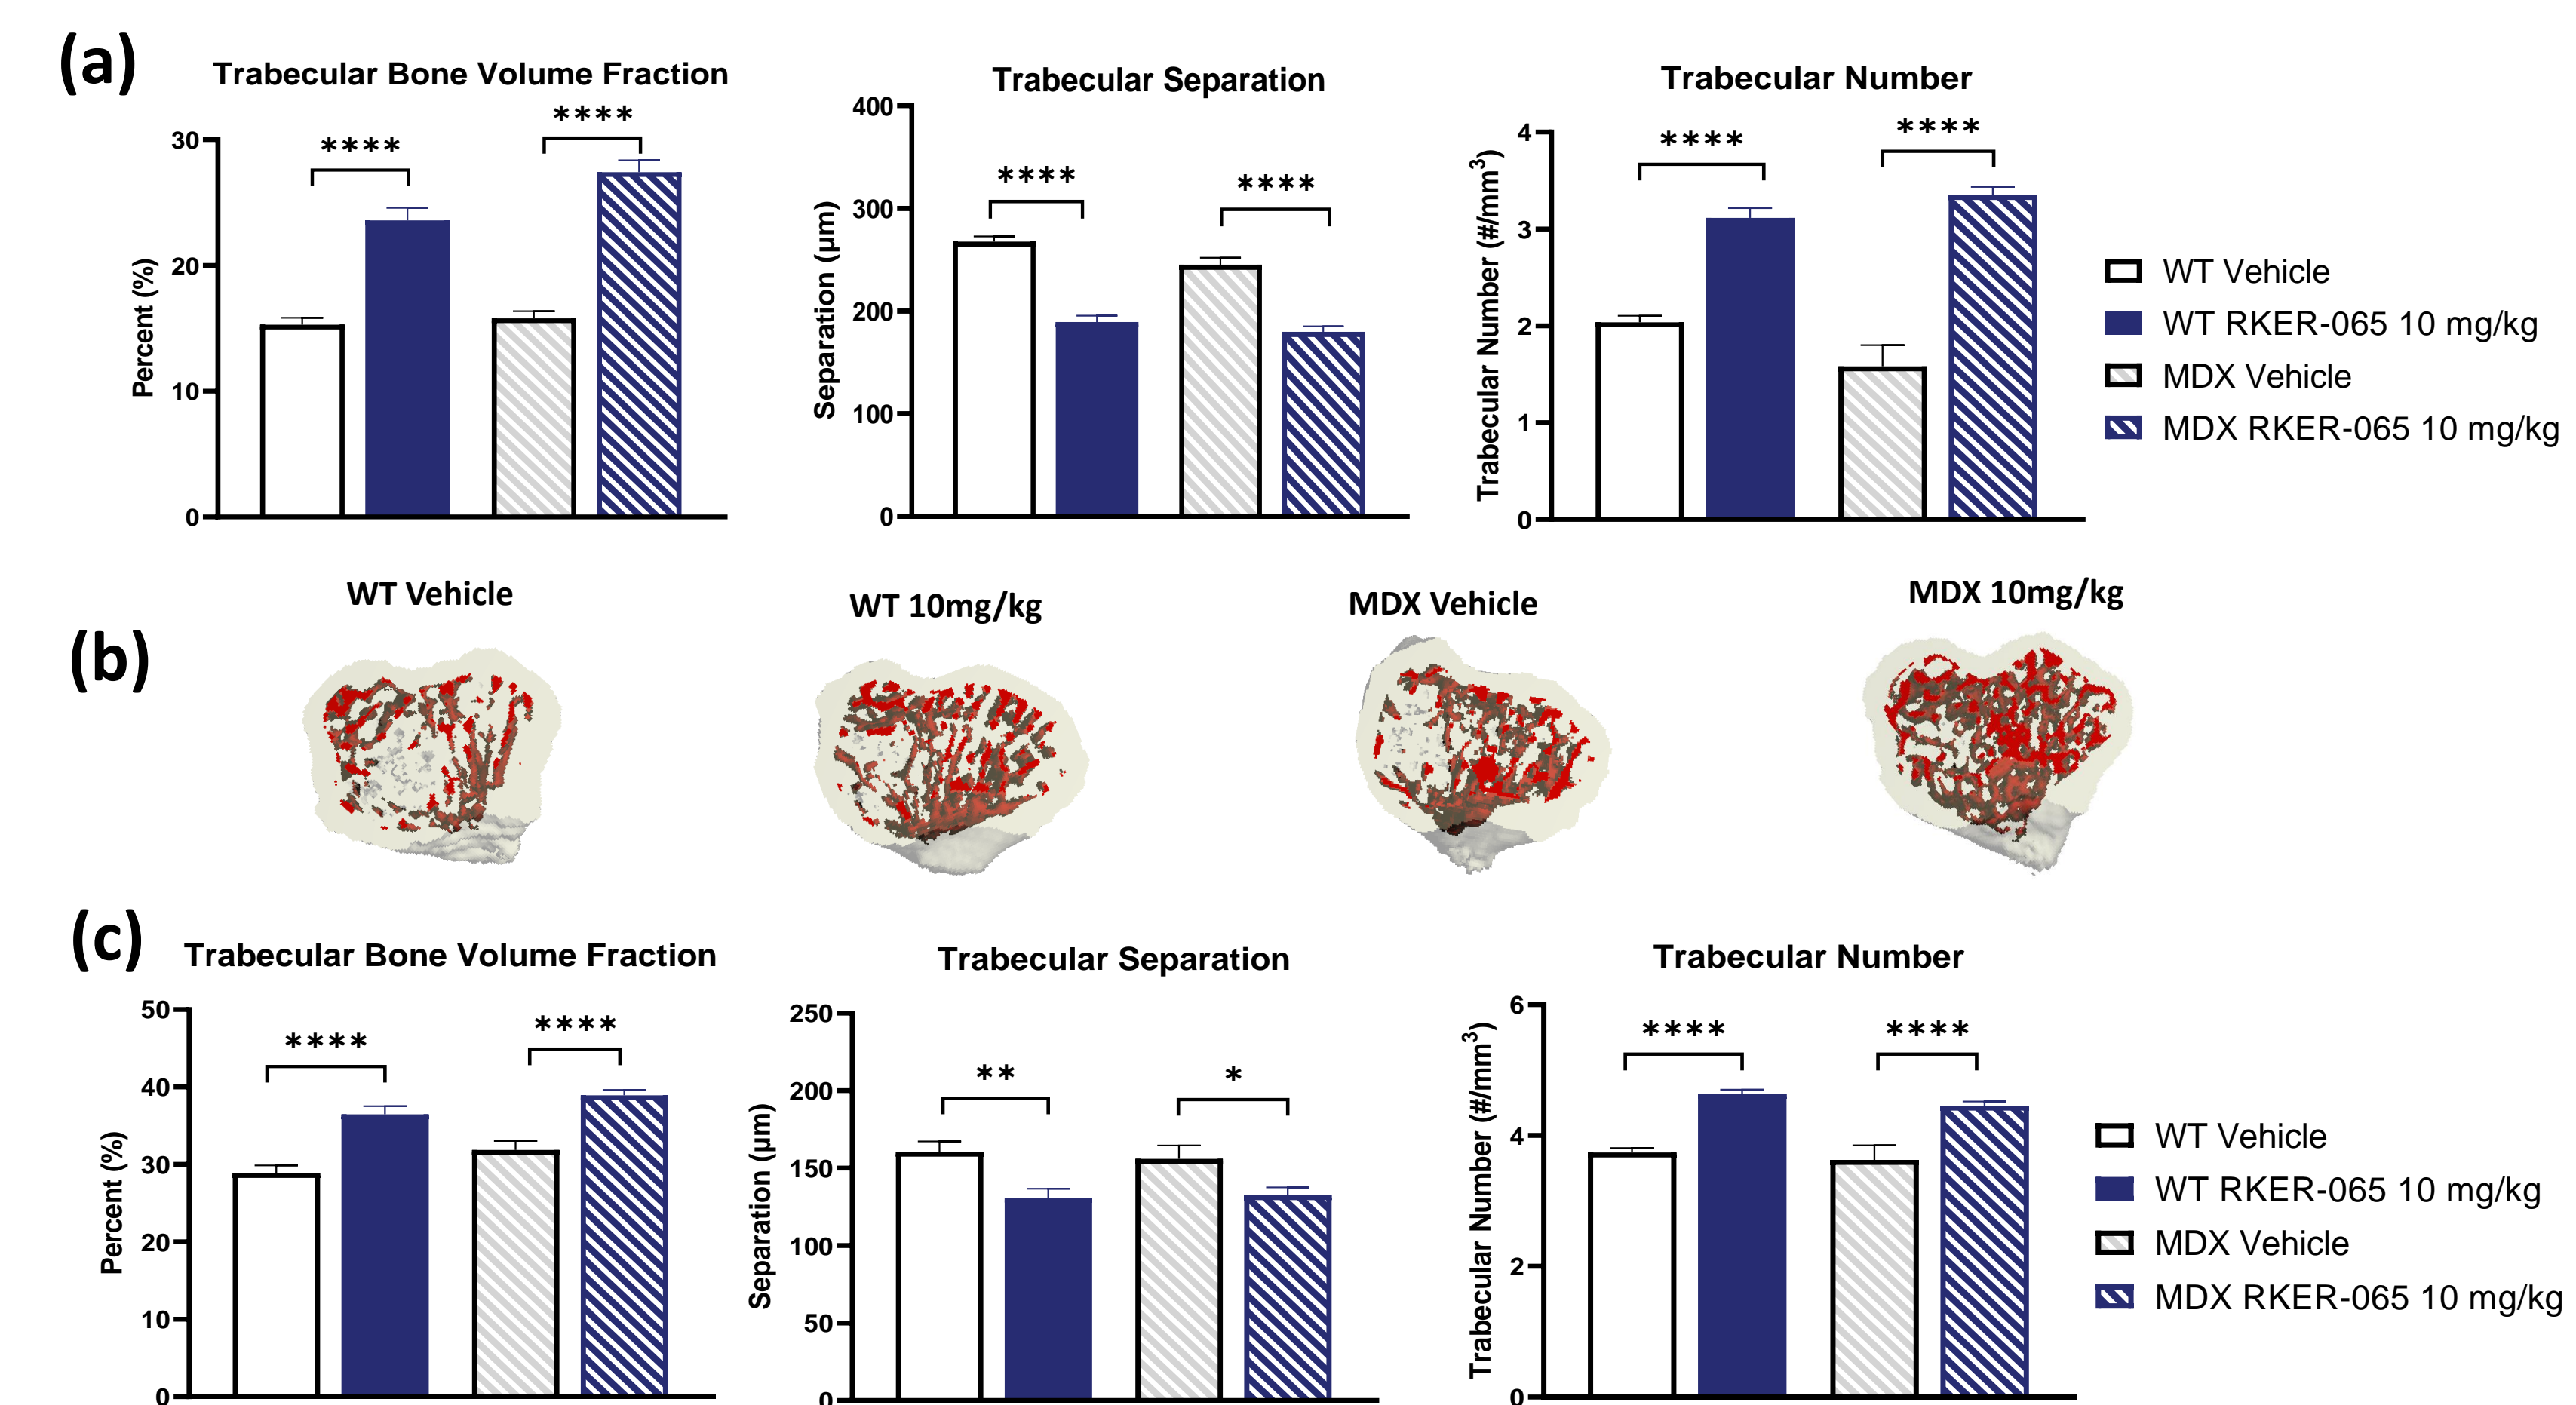 (a)
Trabecular Bone Volume Fraction
Percent (%)
30
20
10
0
****
****
Trabecular Separation
Separation (µm)
400
300
200
100
0
****
****
Trabecular Number
Trabecular Number (#/mm³)
4
3
2
1
0
****
****
WT Vehicle
WT RKER-065 10 mg/kg
MDX Vehicle
MDX RKER-065 10 mg/kg
(b)
WT Vehicle
WT 10mg/kg
MDX Vehicle
MDX 10mg/kg
(c)
Trabecular Bone Volume Fraction
Percent (%)
50
40
30
20
10
0
****
****
Trabecular Separation
Separation (µm)
250
200
150
100
50
0
**
*
Trabecular Number
Trabecular Number (#/mm³)
6
4
2
0
****
****
WT Vehicle
WT RKER-065 10 mg/kg
MDX Vehicle
MDX RKER-065 10 mg/kg